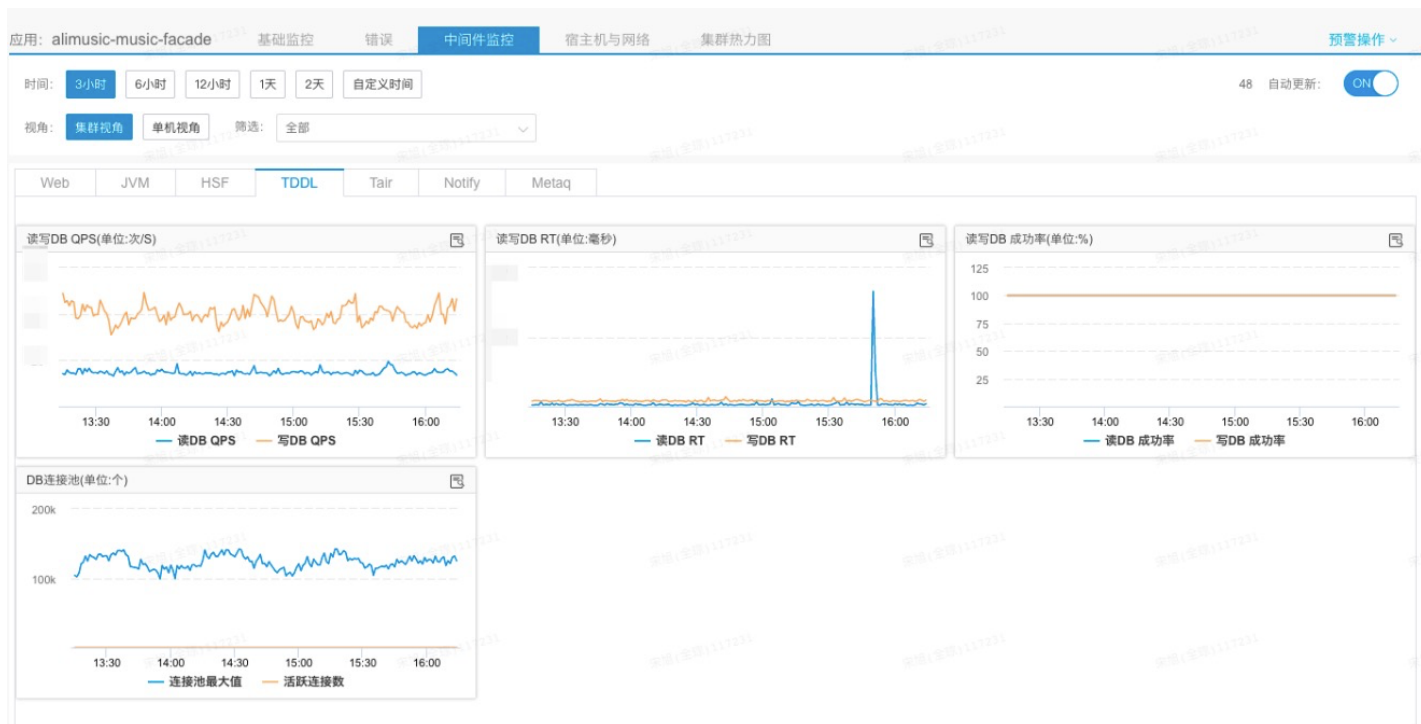 应用: alimusic-music-facade 基础监控 错误 中间件监控 宿主机与网络 集群热力图 预警操作
时间: 3小时 6小时 12小时 1天 2天 自定义时间 48 自动更新: ON
视角: 集群视角 单机视角 筛选: 全部
Web JVM HSF TDDL Tair Notify Metaq
读写DB QPS(单位:次/S)
13:30 14:00 14:30 15:00 15:30 16:00
读DB QPS 写DB QPS
读写DB RT(单位:毫秒)
13:30 14:00 14:30 15:00 15:30 16:00
读DB RT 写DB RT
读写DB 成功率(单位:%)
125
100
75
50
25
13:30 14:00 14:30 15:00 15:30 16:00
读DB 成功率 写DB 成功率
DB连接池(单位:个)
200k
100k
13:30 14:00 14:30 15:00 15:30 16:00
连接池最大值 活跃连接数